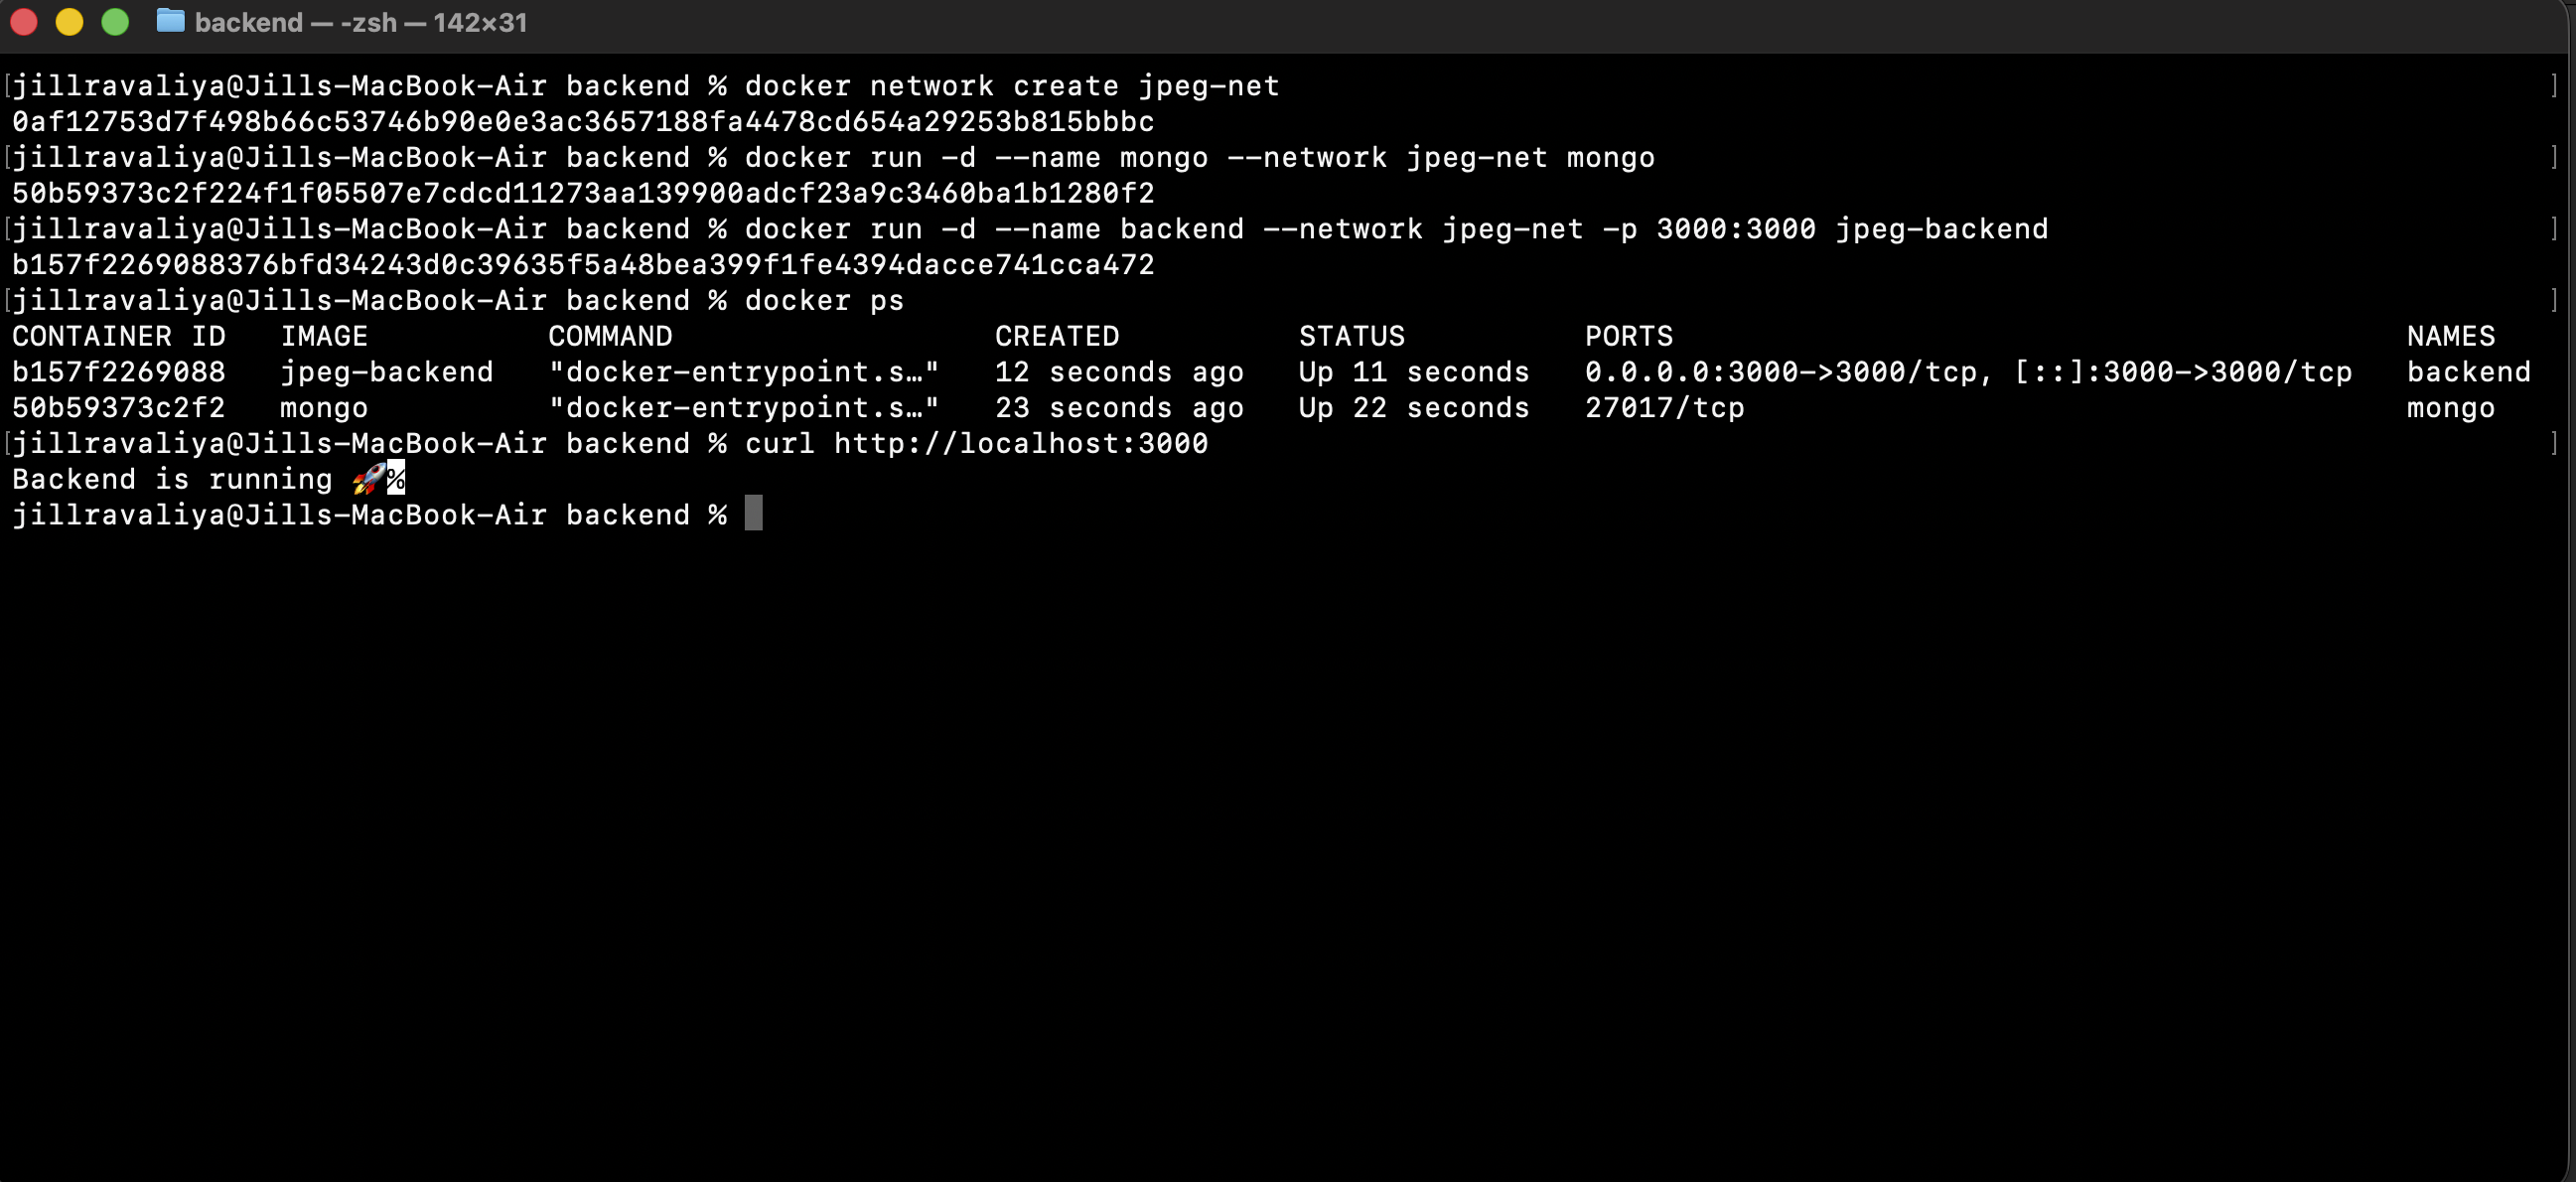 backend — -zsh — 142×31
[jillravaliya@Jills-MacBook-Air backend % docker network create jpeg-net ]
0af12753d7f498b66c53746b90e0e3ac3657188fa4478cd654a29253b815bbbc
[jillravaliya@Jills-MacBook-Air backend % docker run -d --name mongo --network jpeg-net mongo ]
50b59373c2f224f1f05507e7cdcd11273aa139900adcf23a9c3460ba1b1280f2
[jillravaliya@Jills-MacBook-Air backend % docker run -d --name backend --network jpeg-net -p 3000:3000 jpeg-backend ]
b157f2269088376bfd34243d0c39635f5a48bea399f1fe4394dacce741cca472
[jillravaliya@Jills-MacBook-Air backend % docker ps ]
CONTAINER ID   IMAGE          COMMAND                  CREATED          STATUS          PORTS                                         NAMES
b157f2269088   jpeg-backend   "docker-entrypoint.s…"   12 seconds ago   Up 11 seconds   0.0.0.0:3000->3000/tcp, [::]:3000->3000/tcp   backend
50b59373c2f2   mongo          "docker-entrypoint.s…"   23 seconds ago   Up 22 seconds   27017/tcp                                     mongo
[jillravaliya@Jills-MacBook-Air backend % curl http://localhost:3000 ]
Backend is running 🚀%
jillravaliya@Jills-MacBook-Air backend %